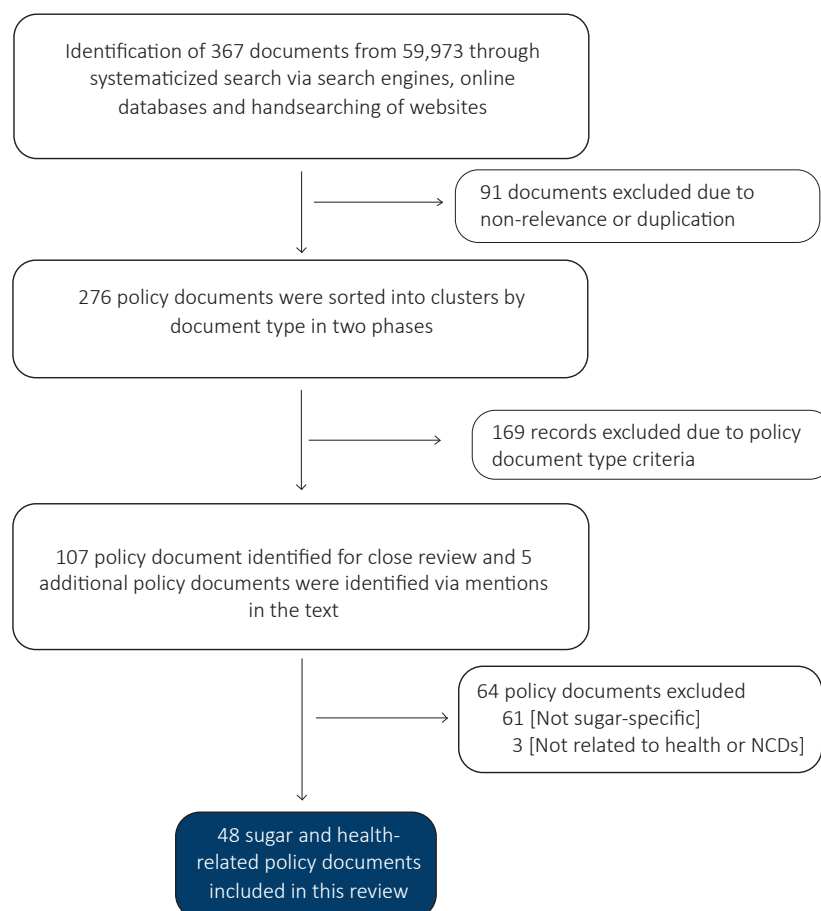 Identification of 367 documents from 59,973 through
systematicized search via search engines, online
databases and handsearching of websites
91 documents excluded due to
non-relevance or duplication
276 policy documents were sorted into clusters by
document type in two phases
169 records excluded due to policy
document type criteria
107 policy document identified for close review and 5
additional policy documents were identified via mentions
in the text
64 policy documents excluded
61 [Not sugar-specific]
3 [Not related to health or NCDs]
48 sugar and health-
related policy documents
included in this review